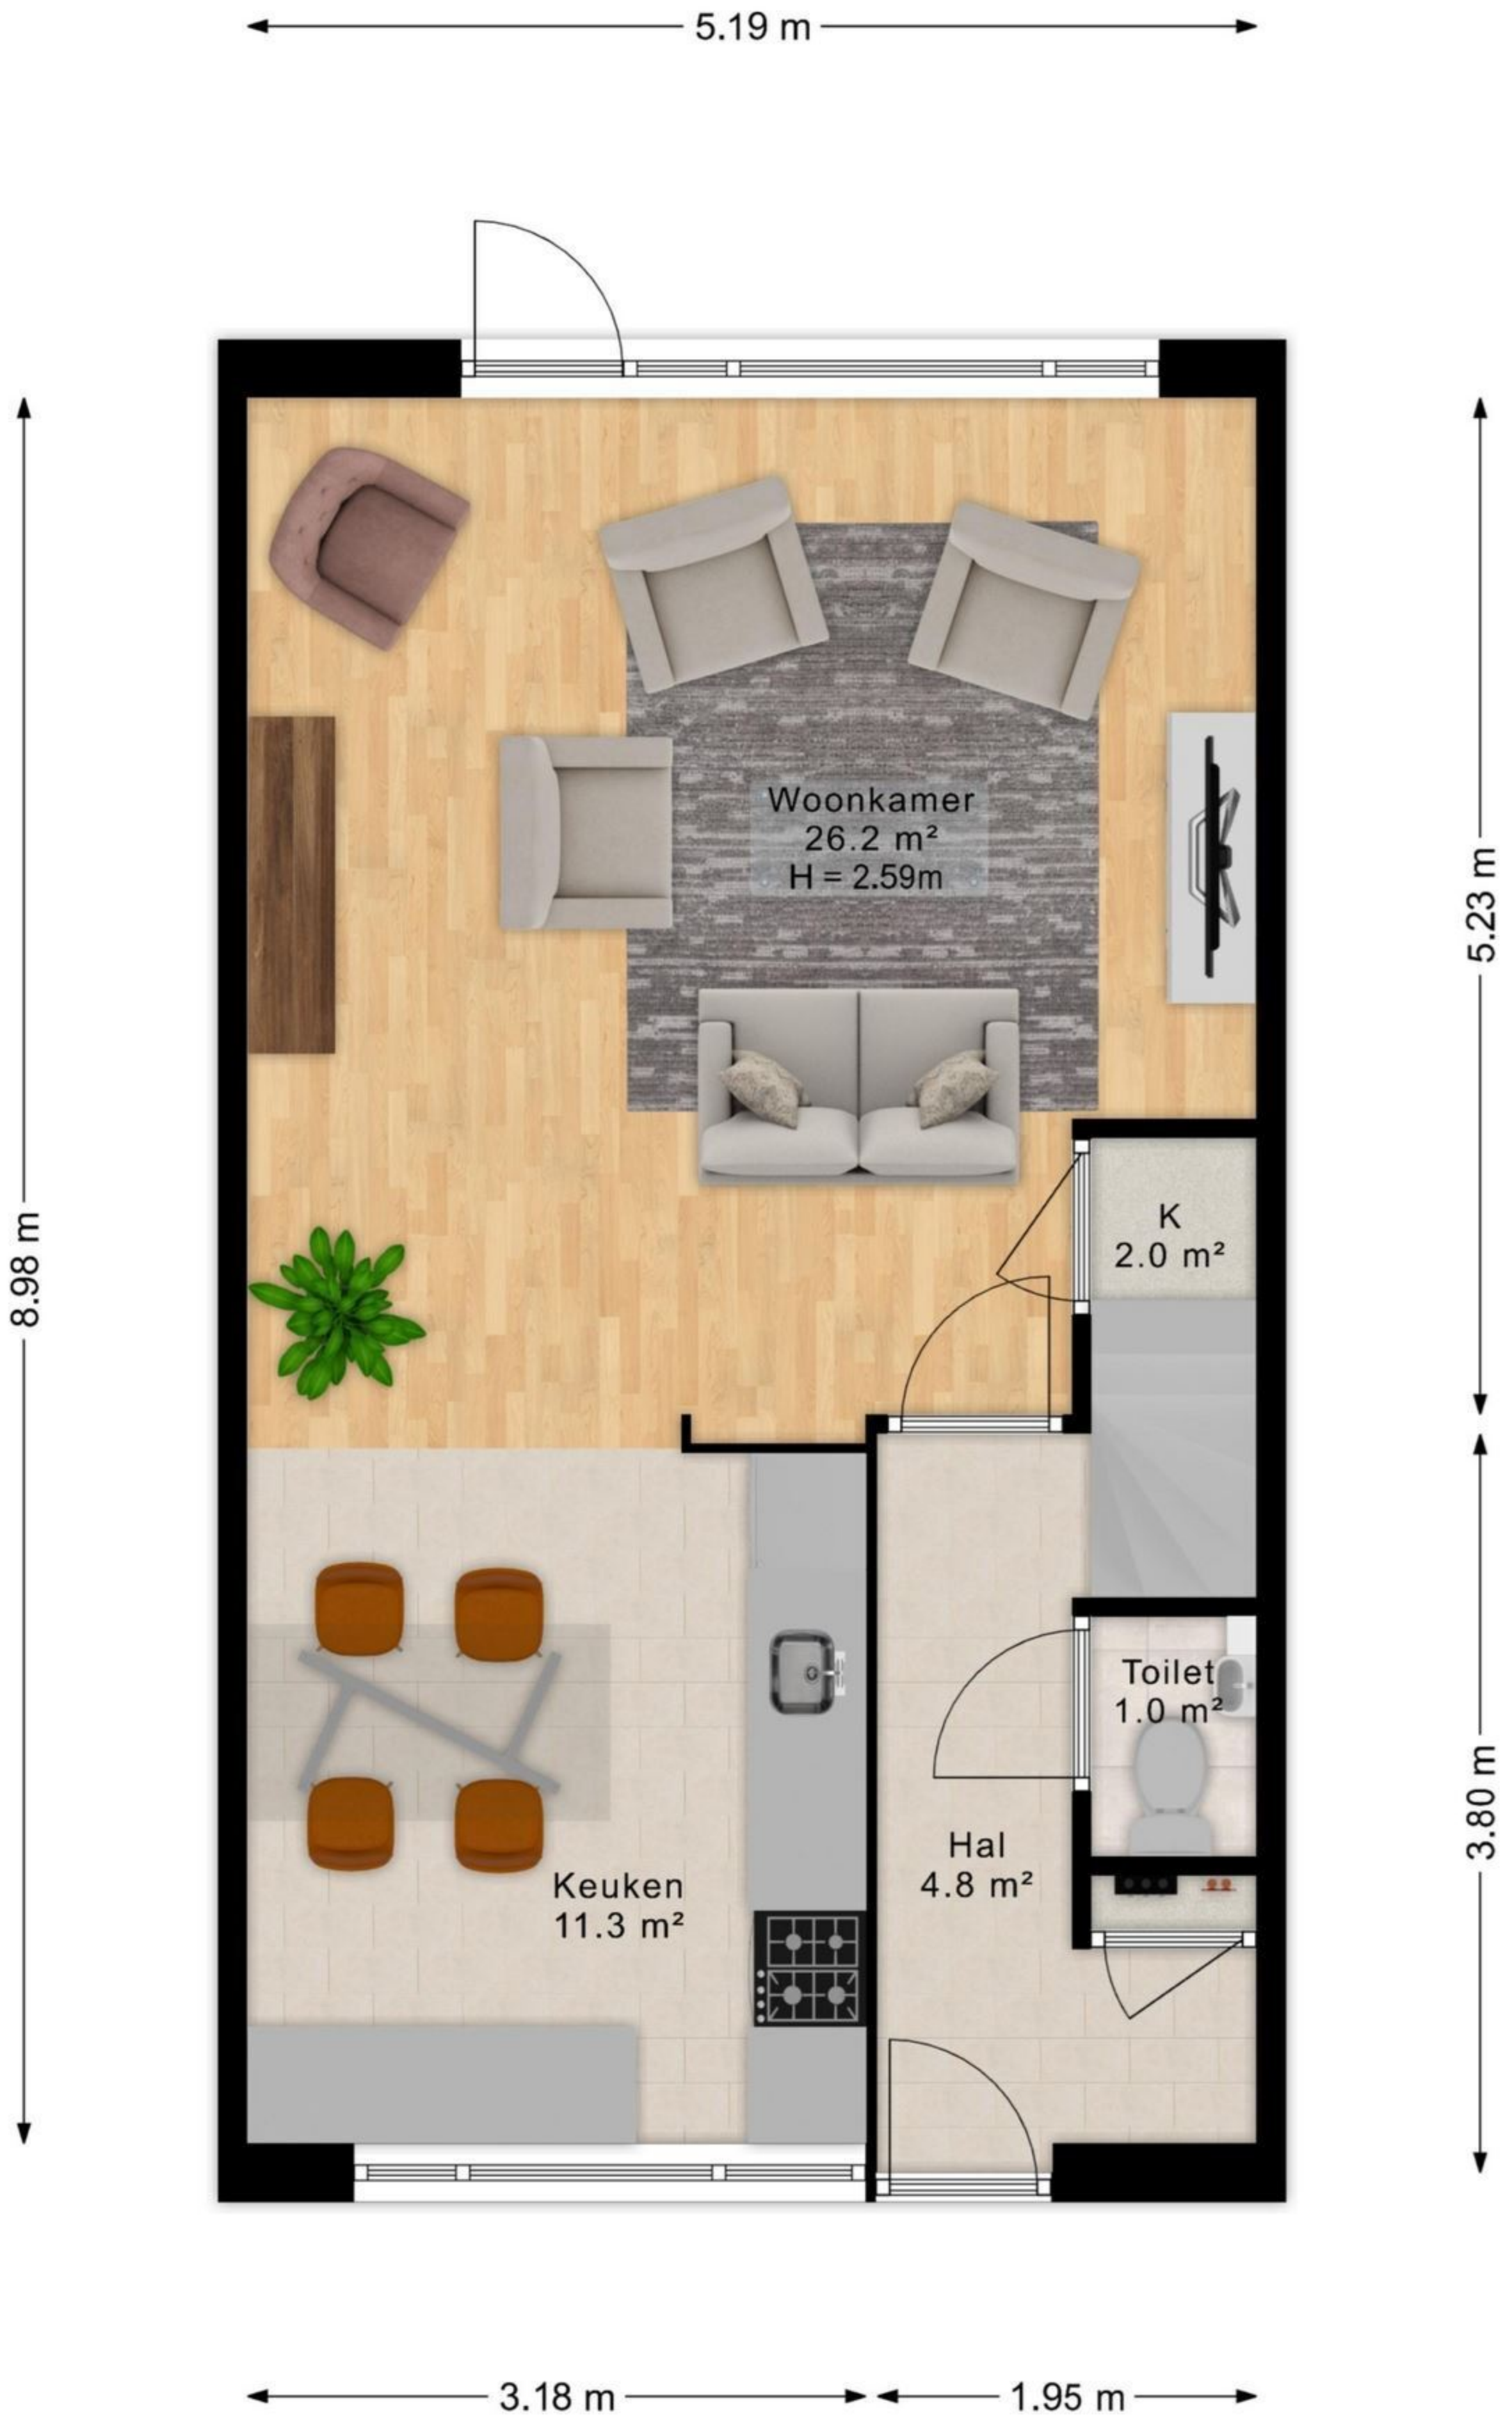 5.19 m
Woonkamer
26.2 m²
H = 2.59m
5.23 m
8.98 m
K
2.0 m²
Toilet
1.0 m²
3.80 m
Hal
4.8 m²
Keuken
11.3 m²
3.18 m
1.95 m